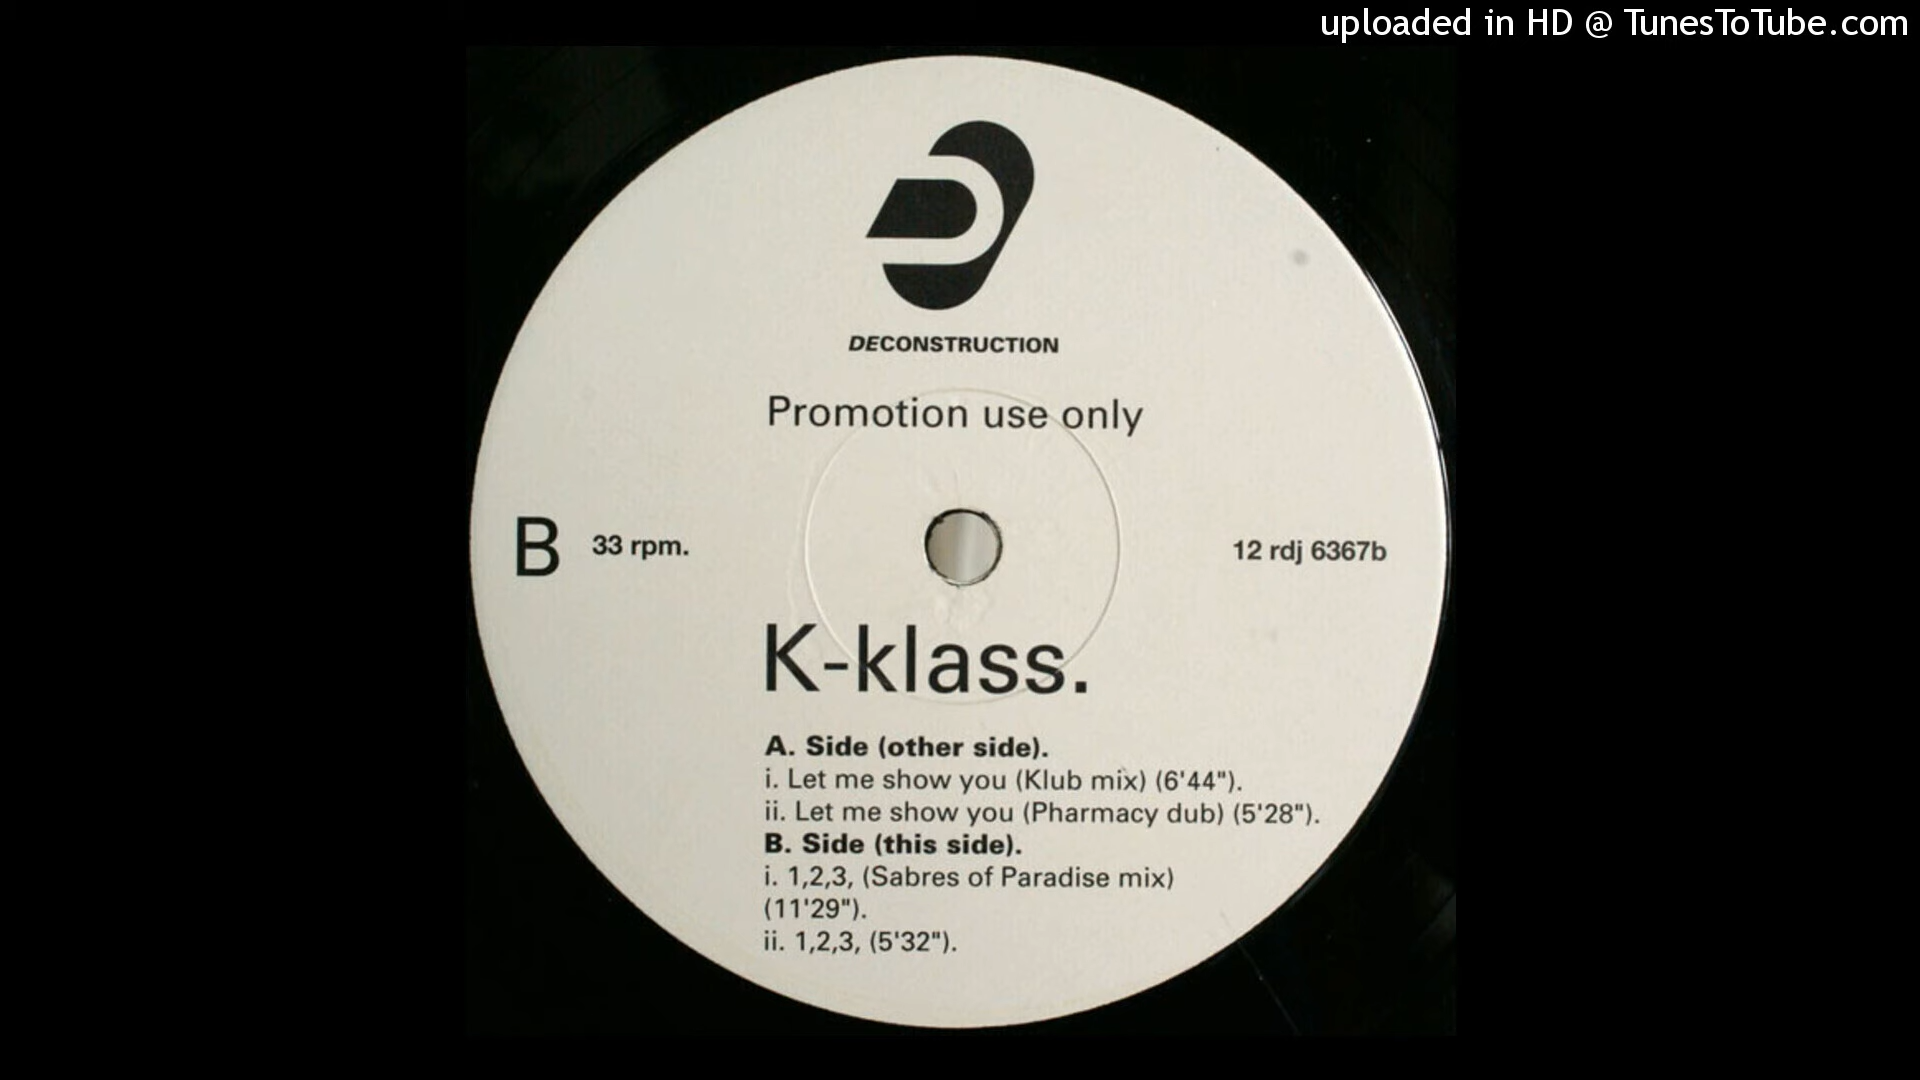 uploaded in HD @ TunesToTube.com
DECONSTRUCTION
Promotion use only
B 33 rpm. 12 rdj 6367b
K-klass.
A. Side (other side).
i. Let me show you (Klub mix) (6'44").
ii. Let me show you (Pharmacy dub) (5'28").
B. Side (this side).
i. 1,2,3, (Sabres of Paradise mix)
(11'29").
ii. 1,2,3, (5'32").